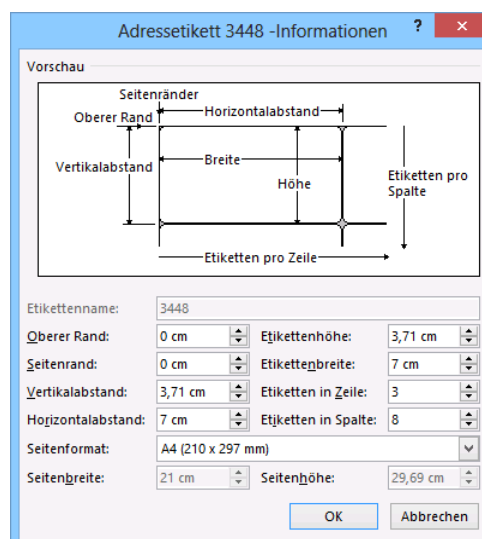 Adressetikett 3448 -Informationen ? ×
Vorschau
Seitenränder
Oberer Rand Horizontalabstand
Vertikalabstand Breite Höhe Etiketten pro Spalte
Etiketten pro Zeile
Etikettenname: 3448
Oberer Rand: 0 cm Etikettenhöhe: 3,71 cm
Seitenrand: 0 cm Etikettenbreite: 7 cm
Vertikalabstand: 3,71 cm Etiketten in Zeile: 3
Horizontalabstand: 7 cm Etiketten in Spalte: 8
Seitenformat: A4 (210 x 297 mm)
Seitenbreite: 21 cm Seitenhöhe: 29,69 cm
OK Abbrechen